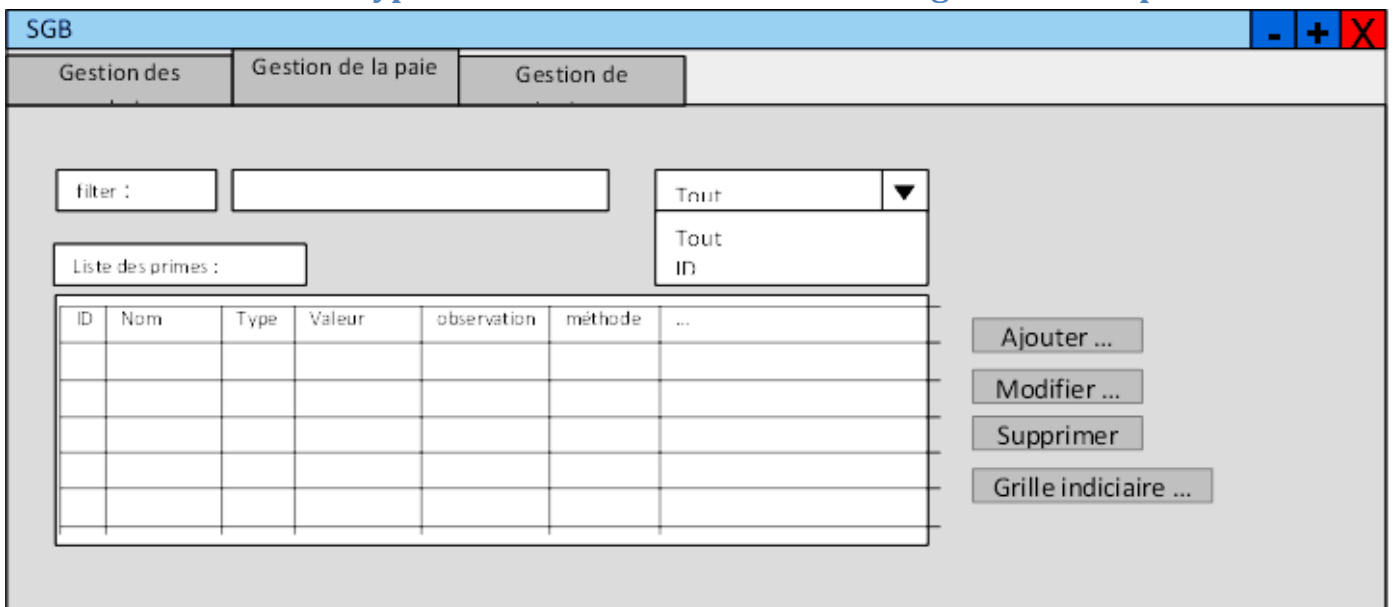 SGB - + X
Gestion des Gestion de la paie Gestion de
filter : Tout
Tout
Liste des primes : ID
ID Nom Type Valeur observation méthode ...
Ajouter ...
Modifier ...
Supprimer
Grille indiciaire ...